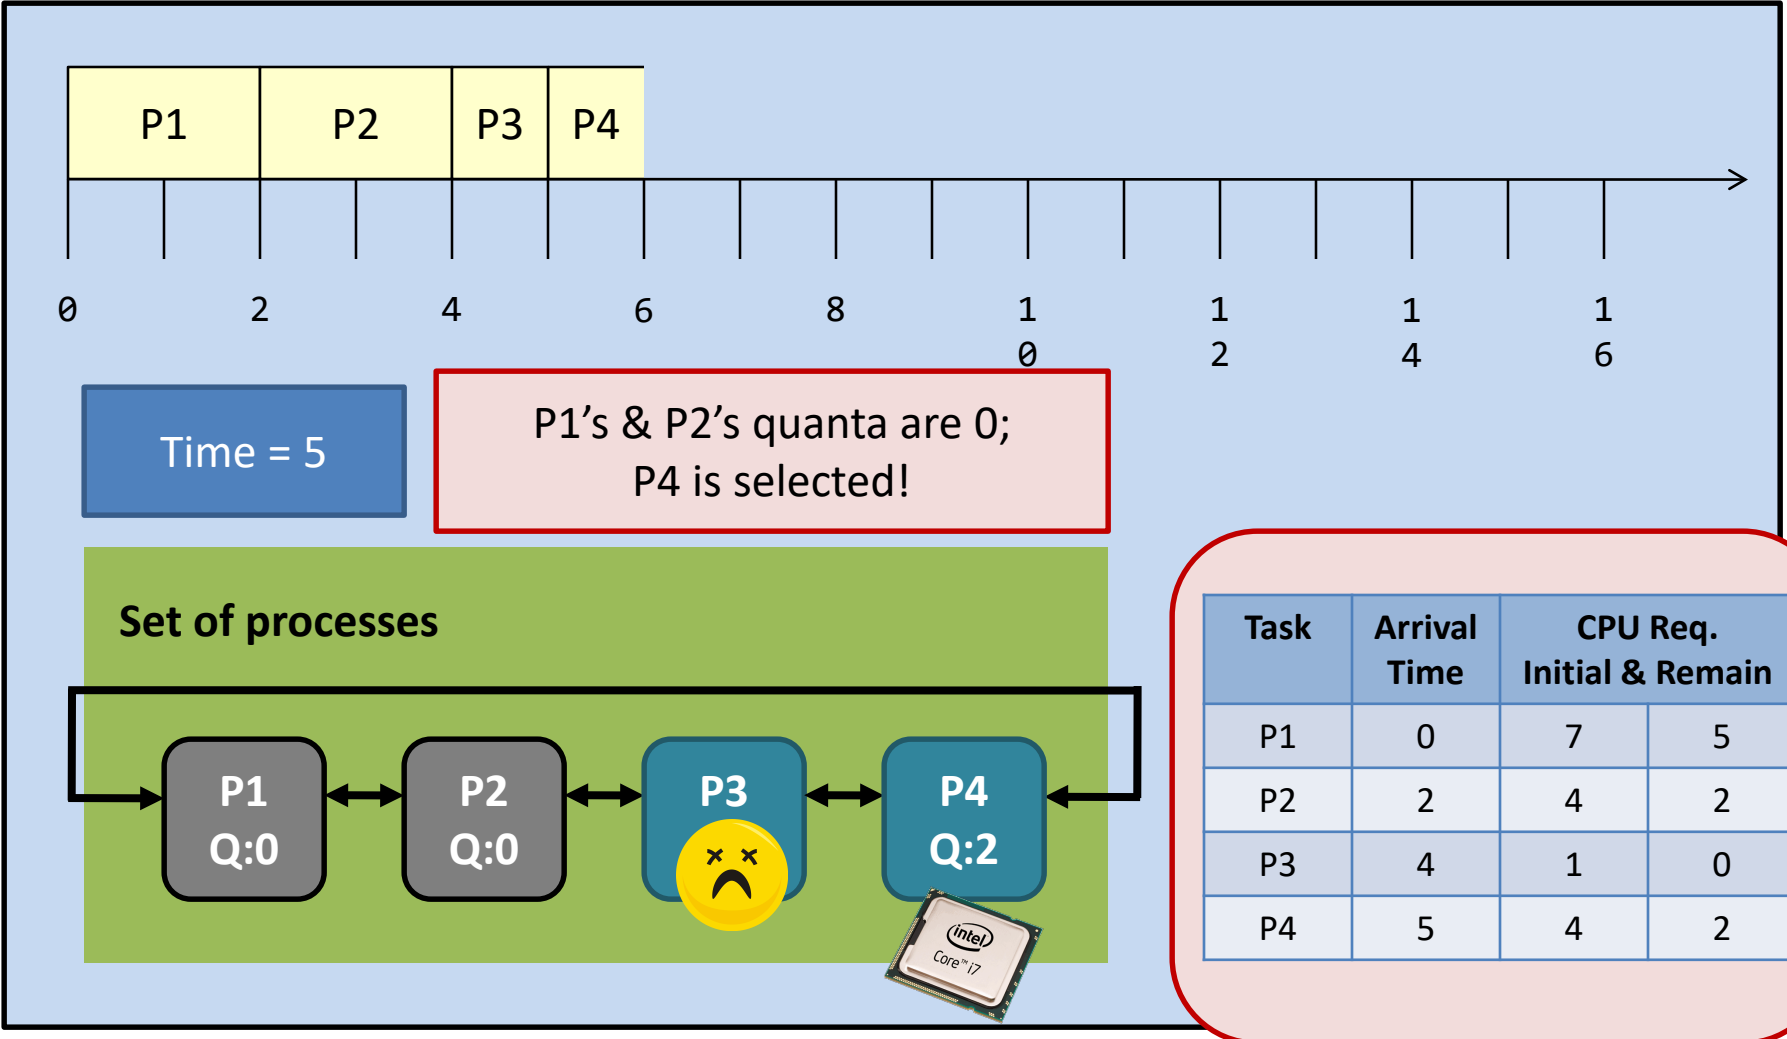 P1 P2 P3 P4
0 2 4 6 8 1 1 1 1
0 2 4 6
Time = 5
P1’s & P2’s quanta are 0;
P4 is selected!
Set of processes
P1 P2 P3 P4
Q:0 Q:0 Q:2
intel
Core™ i7
Task Arrival CPU Req.
Time Initial & Remain
P1 0 7 5
P2 2 4 2
P3 4 1 0
P4 5 4 2